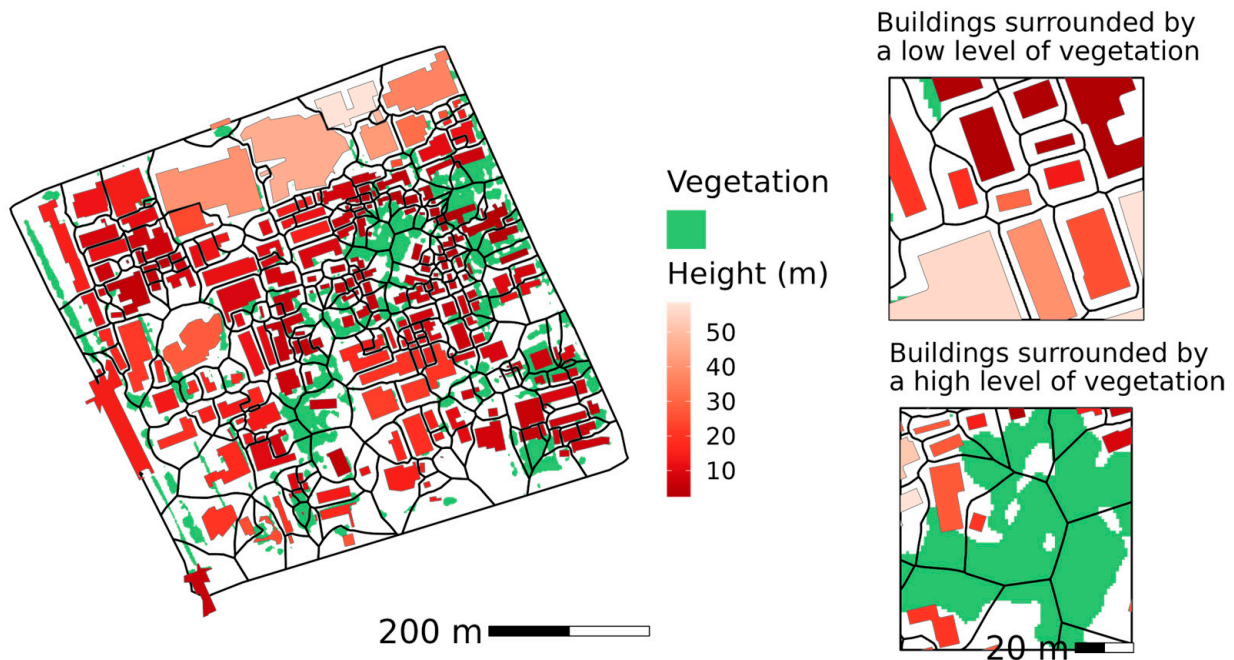 Vegetation
Height (m)
50
40
30
20
10
200 m
Buildings surrounded by
a low level of vegetation
Buildings surrounded by
a high level of vegetation
20 m